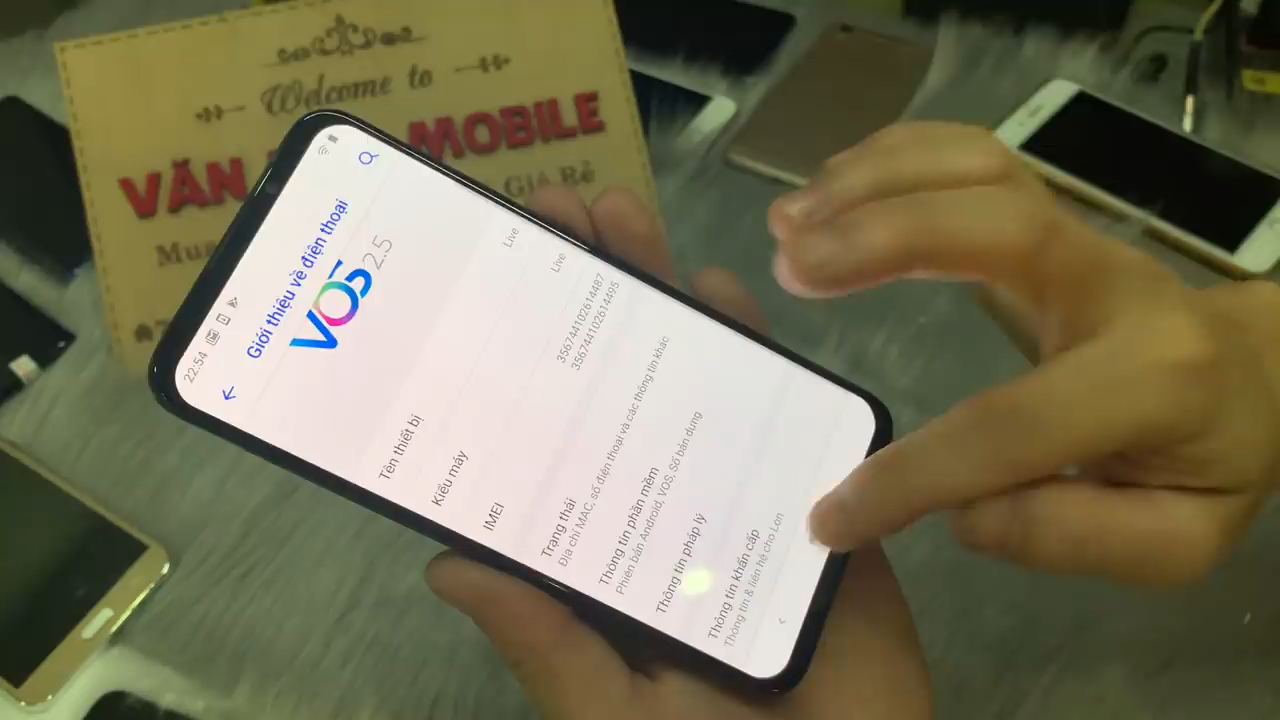 Welcome to
VĂN MOBILE
Mua Giá Rẻ
22:54
Giới thiệu về điện thoại
VOS 2.5
Tên thiết bị
Live
Kiểu máy
Live
IMEI
356744102614487
356744102614495
Trạng thái
Địa chỉ MAC, số điện thoại và các thông tin khác
Thông tin phần mềm
Phiên bản Android, VOS, Số bản dựng
Thông tin pháp lý
Thông tin khẩn cấp
Thông tin & liên hệ cho Lon